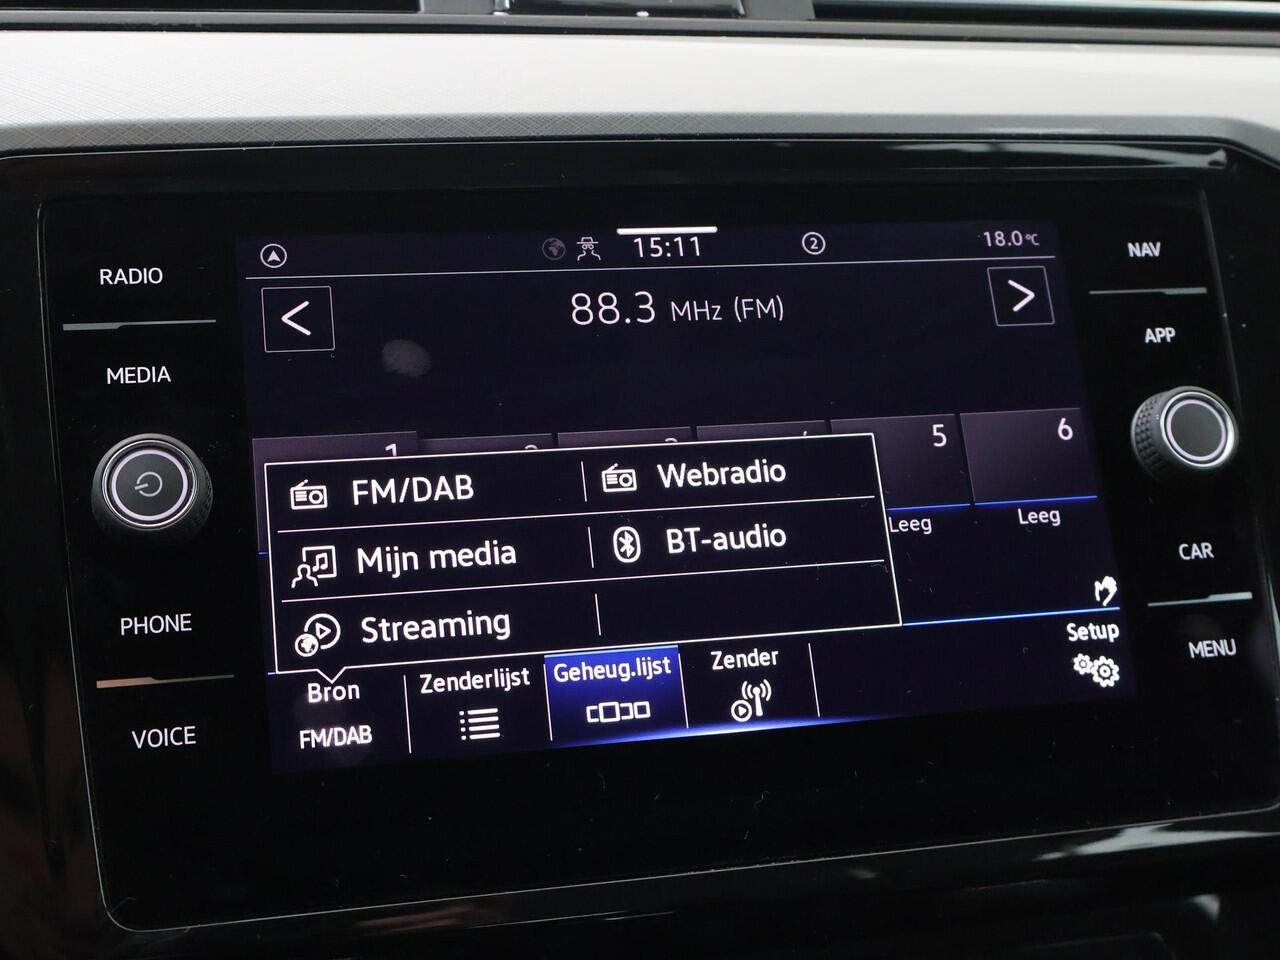 RADIO
MEDIA
PHONE
VOICE
15:11
2
18.0°C
88.3 MHz (FM)
1
5
6
Leeg
Leeg
FM/DAB
Webradio
Mijn media
BT-audio
Streaming
Bron
FM/DAB
Zenderlijst
Geheug.lijst
Zender
Setup
NAV
APP
CAR
MENU